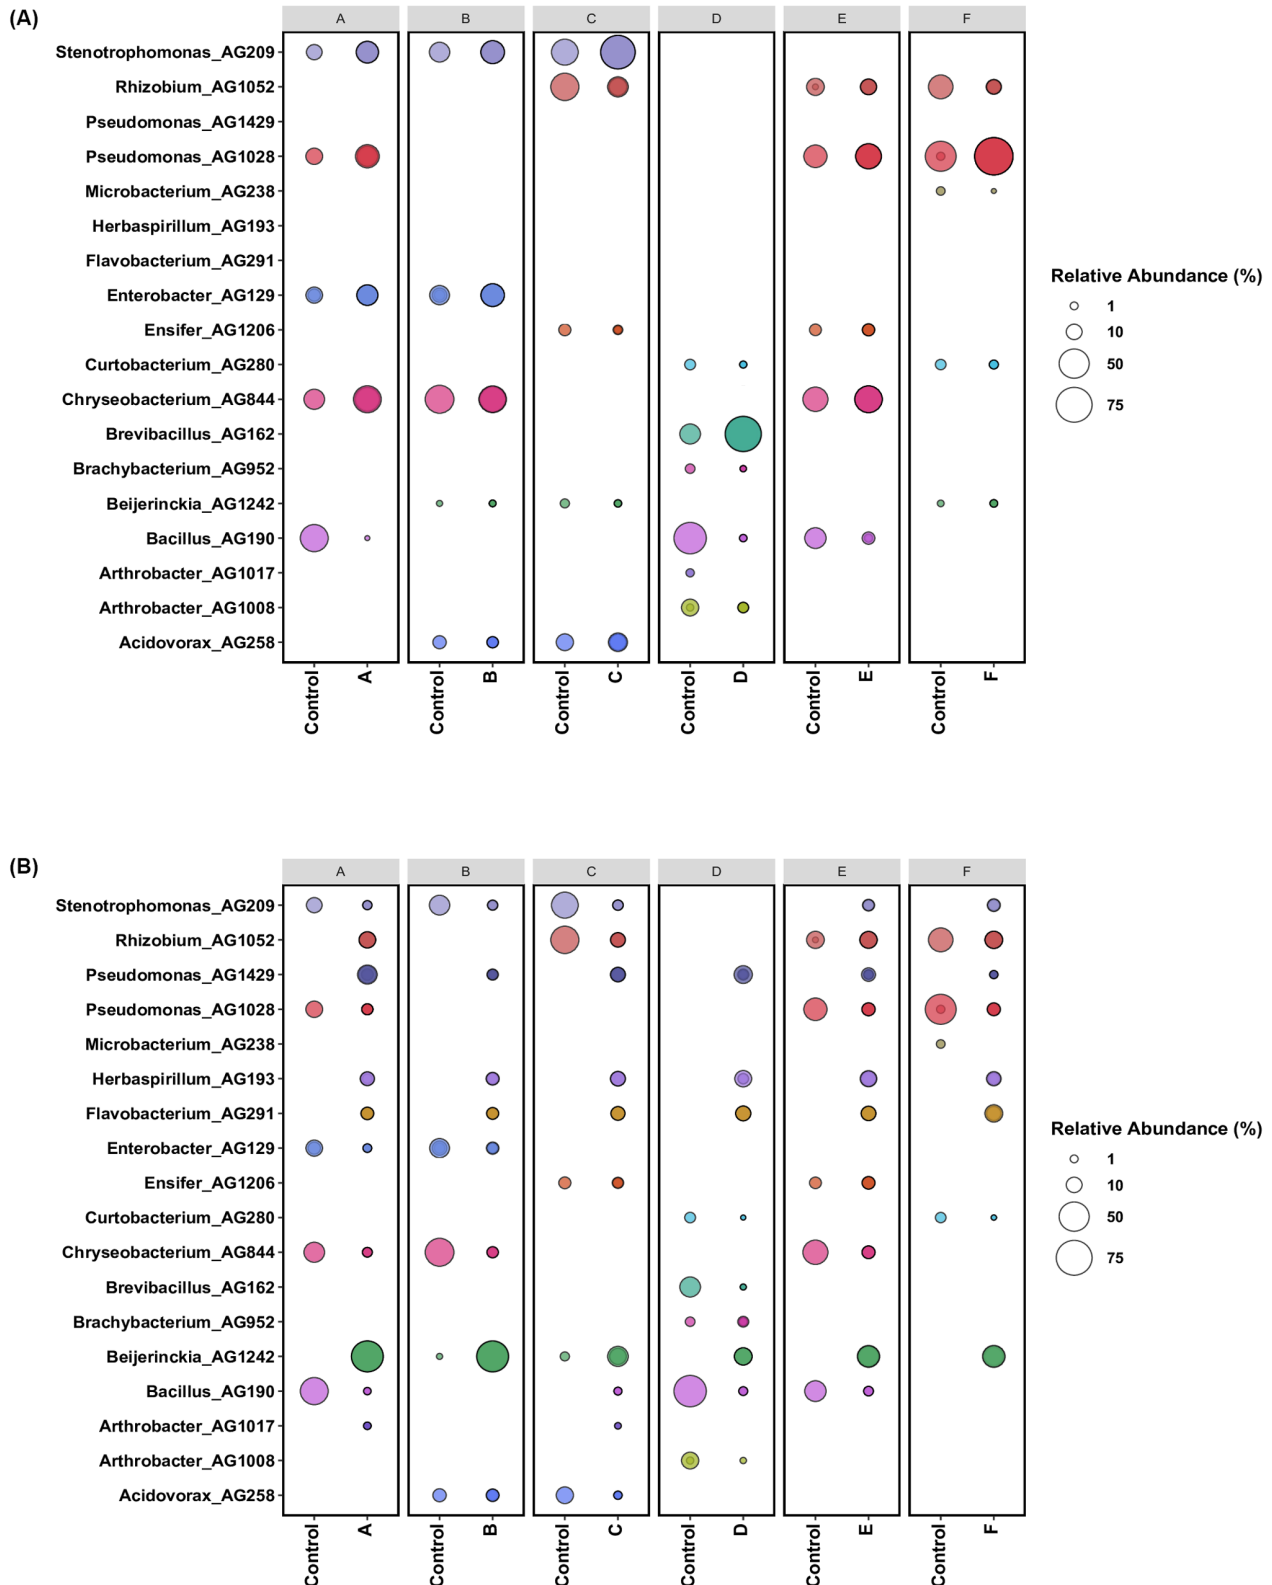 (A)
A B C D E F
Stenotrophomonas_AG209
Rhizobium_AG1052
Pseudomonas_AG1429
Pseudomonas_AG1028
Microbacterium_AG238
Herbaspirillum_AG193
Flavobacterium_AG291
Enterobacter_AG129
Ensifer_AG1206
Curtobacterium_AG280
Chryseobacterium_AG844
Brevibacillus_AG162
Brachybacterium_AG952
Beijerinckia_AG1242
Bacillus_AG190
Arthrobacter_AG1017
Arthrobacter_AG1008
Acidovorax_AG258
Control A Control B Control C Control D Control E Control F
Relative Abundance (%)
1
10
50
75
(B)
A B C D E F
Stenotrophomonas_AG209
Rhizobium_AG1052
Pseudomonas_AG1429
Pseudomonas_AG1028
Microbacterium_AG238
Herbaspirillum_AG193
Flavobacterium_AG291
Enterobacter_AG129
Ensifer_AG1206
Curtobacterium_AG280
Chryseobacterium_AG844
Brevibacillus_AG162
Brachybacterium_AG952
Beijerinckia_AG1242
Bacillus_AG190
Arthrobacter_AG1017
Arthrobacter_AG1008
Acidovorax_AG258
Control A Control B Control C Control D Control E Control F
Relative Abundance (%)
1
10
50
75